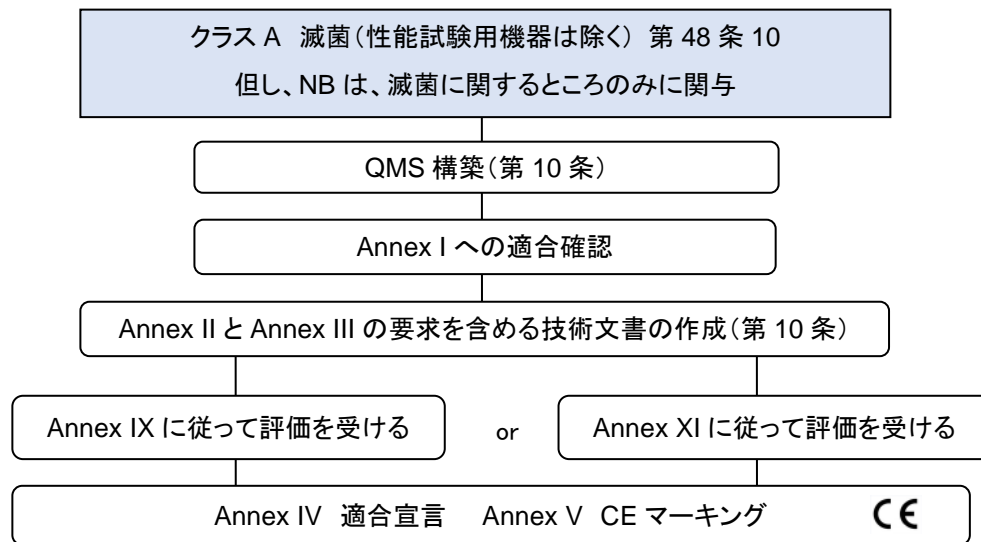 クラス A 滅菌（性能試験用機器は除く） 第 48 条 10
但し、NB は、滅菌に関するところのみに関与
QMS 構築（第 10 条）
Annex I への適合確認
Annex II と Annex III の要求を含める技術文書の作成（第 10 条）
Annex IX に従って評価を受ける or Annex XI に従って評価を受ける
Annex IV 適合宣言 Annex V CE マーキング CE